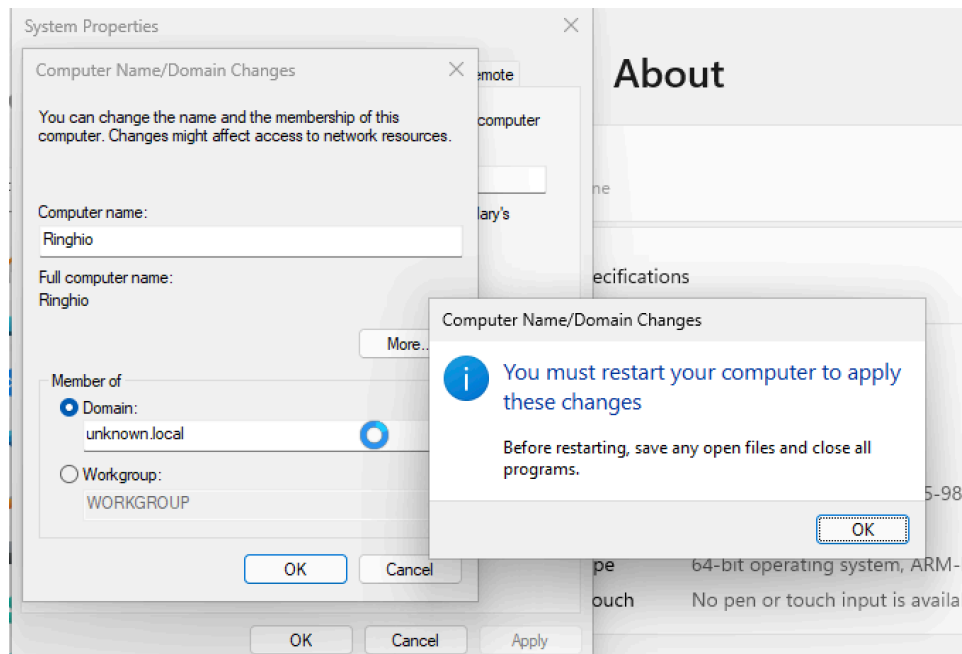 System Properties
Computer Name/Domain Changes
emote
About
You can change the name and the membership of this
computer. Changes might affect access to network resources.
computer
ne
lary's
Computer name:
Ringhio
Full computer name:
Ringhio
ecifications
More..
Computer Name/Domain Changes
You must restart your computer to apply
these changes
Before restarting, save any open files and close all
programs.
OK
Member of
Domain:
unknown.local
Workgroup:
WORKGROUP
5-98
OK
Cancel
pe
64-bit operating system, ARM-
ouch
No pen or touch input is availa
OK
Cancel
Apply